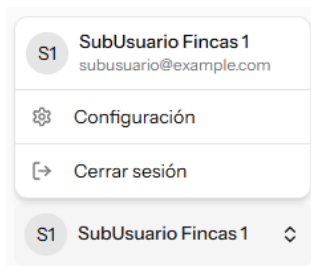 S1
SubUsuario Fincas 1
subusuario@example.com
Configuración
Cerrar sesión
S1
SubUsuario Fincas 1